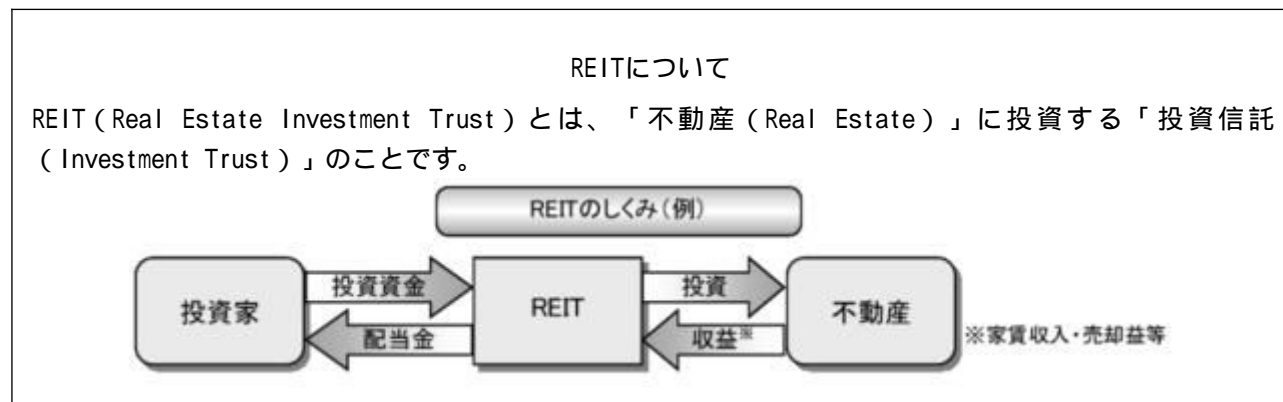 REITについて
REIT(Real Estate Investment Trust)とは、「不動産(Real Estate)」に投資する「投資信託
(Investment Trust)」のことです。
REITのしくみ(例)
投資家
投資資金
配当金
REIT
投資
収益※
不動産
※家賃収入・売却益等